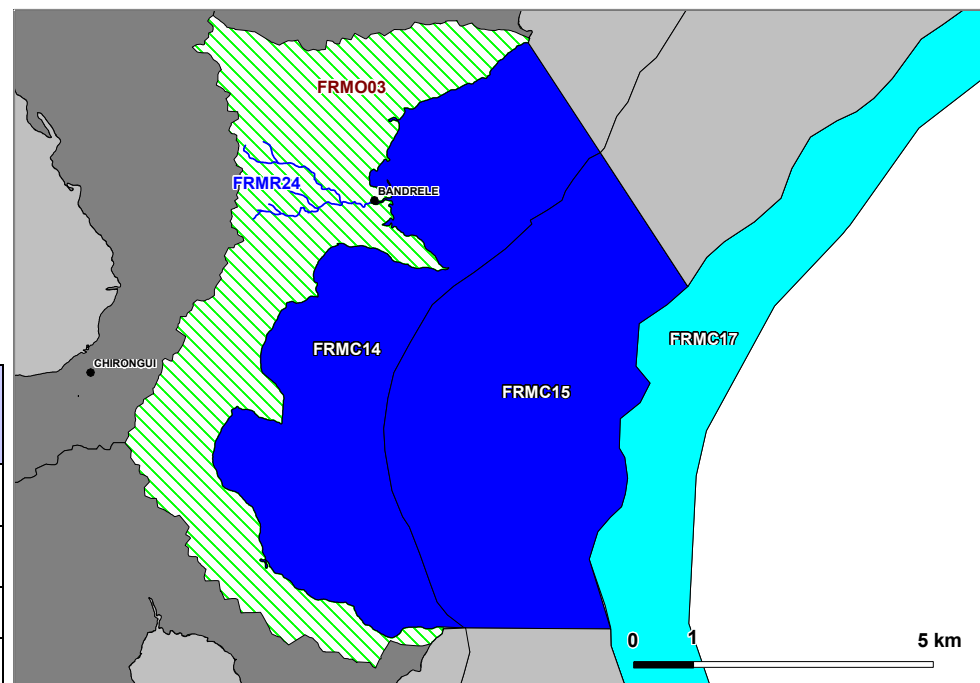 FRMO03
FRMR24
BANDRELE
FRMC17
FRMC14
CHIRONGUI
FRMC15
0 1 5 km